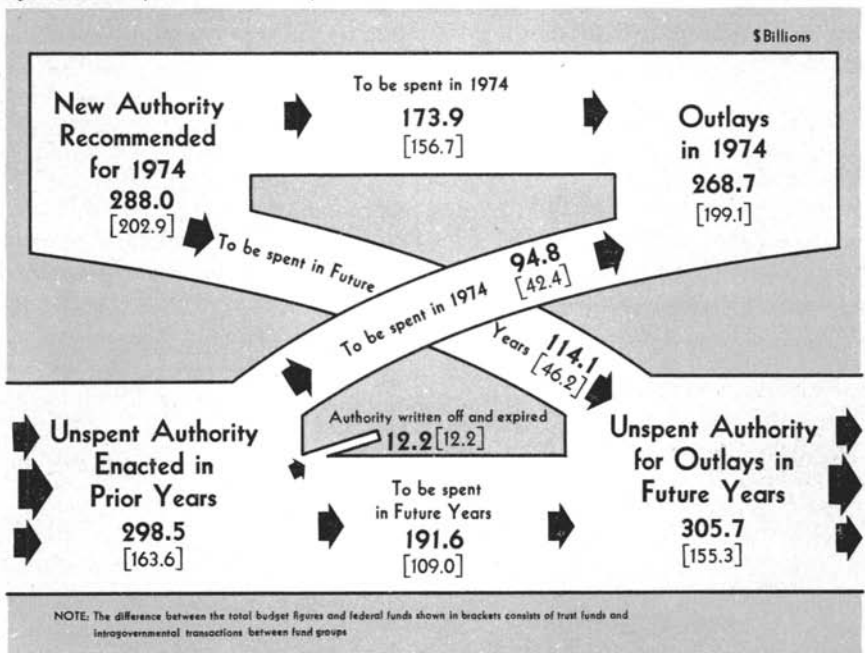 $Billions
New Authority
Recommended
for 1974
288.0
[202.9]
To be spent in 1974
173.9
[156.7]
Outlays
in 1974
268.7
[199.1]
To be spent in Future
Years
114.1
[46.2]
To be spent in 1974
94.8
[42.4]
Authority written off and expired
12.2[12.2]
Unspent Authority
Enacted in
Prior Years
298.5
[163.6]
To be spent
in Future Years
191.6
[109.0]
Unspent Authority
for Outlays in
Future Years
305.7
[155.3]
NOTE: The difference between the total budget figures and federal funds shown in brackets consists of trust funds and
intragovernmental transactions between fund groups